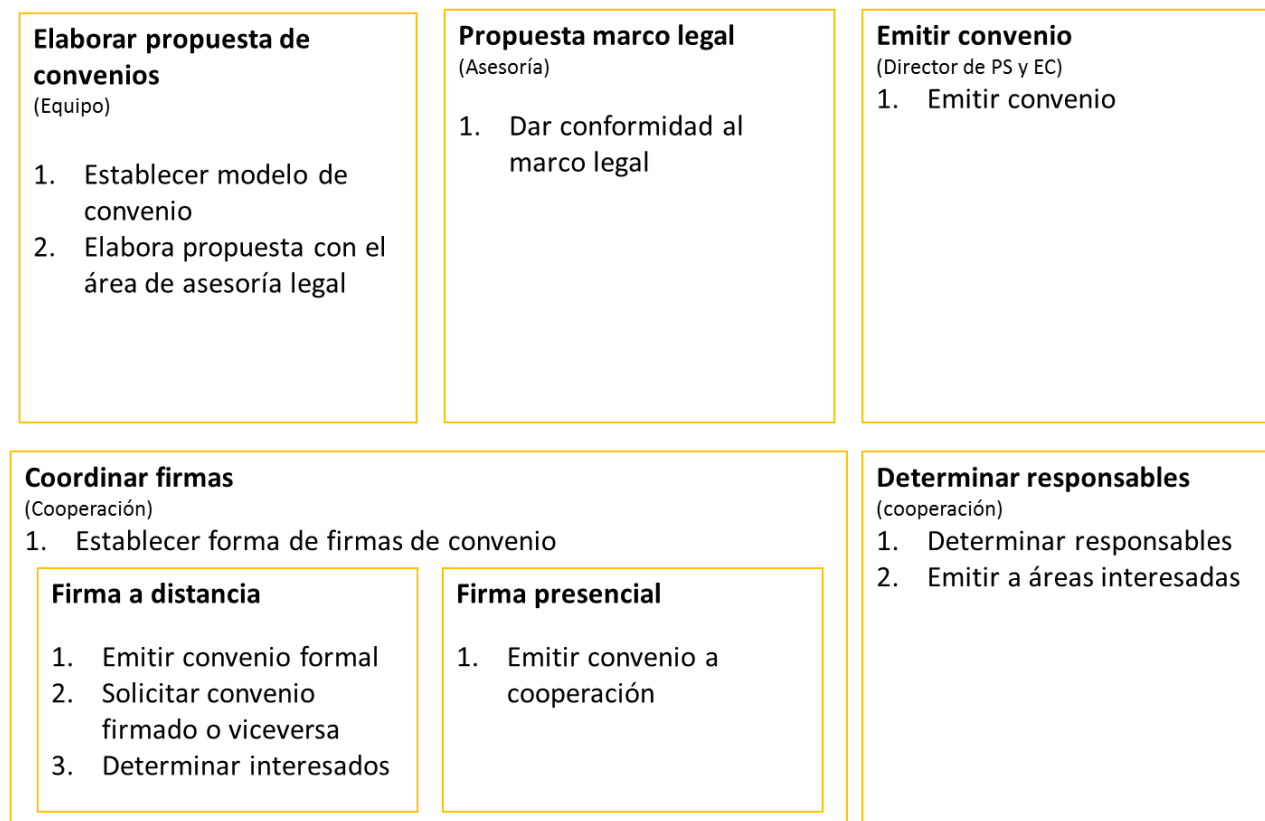 Elaborar propuesta de
convenios
(Equipo)
1. Establecer modelo de
convenio
2. Elabora propuesta con el
área de asesoría legal
Propuesta marco legal
(Asesoría)
1. Dar conformidad al
marco legal
Emitir convenio
(Director de PS y EC)
1. Emitir convenio
Coordinar firmas
(Cooperación)
1. Establecer forma de firmas de convenio
Firma a distancia
1. Emitir convenio formal
2. Solicitar convenio
firmado o viceversa
3. Determinar interesados
Firma presencial
1. Emitir convenio a
cooperación
Determinar responsables
(cooperación)
1. Determinar responsables
2. Emitir a áreas interesadas